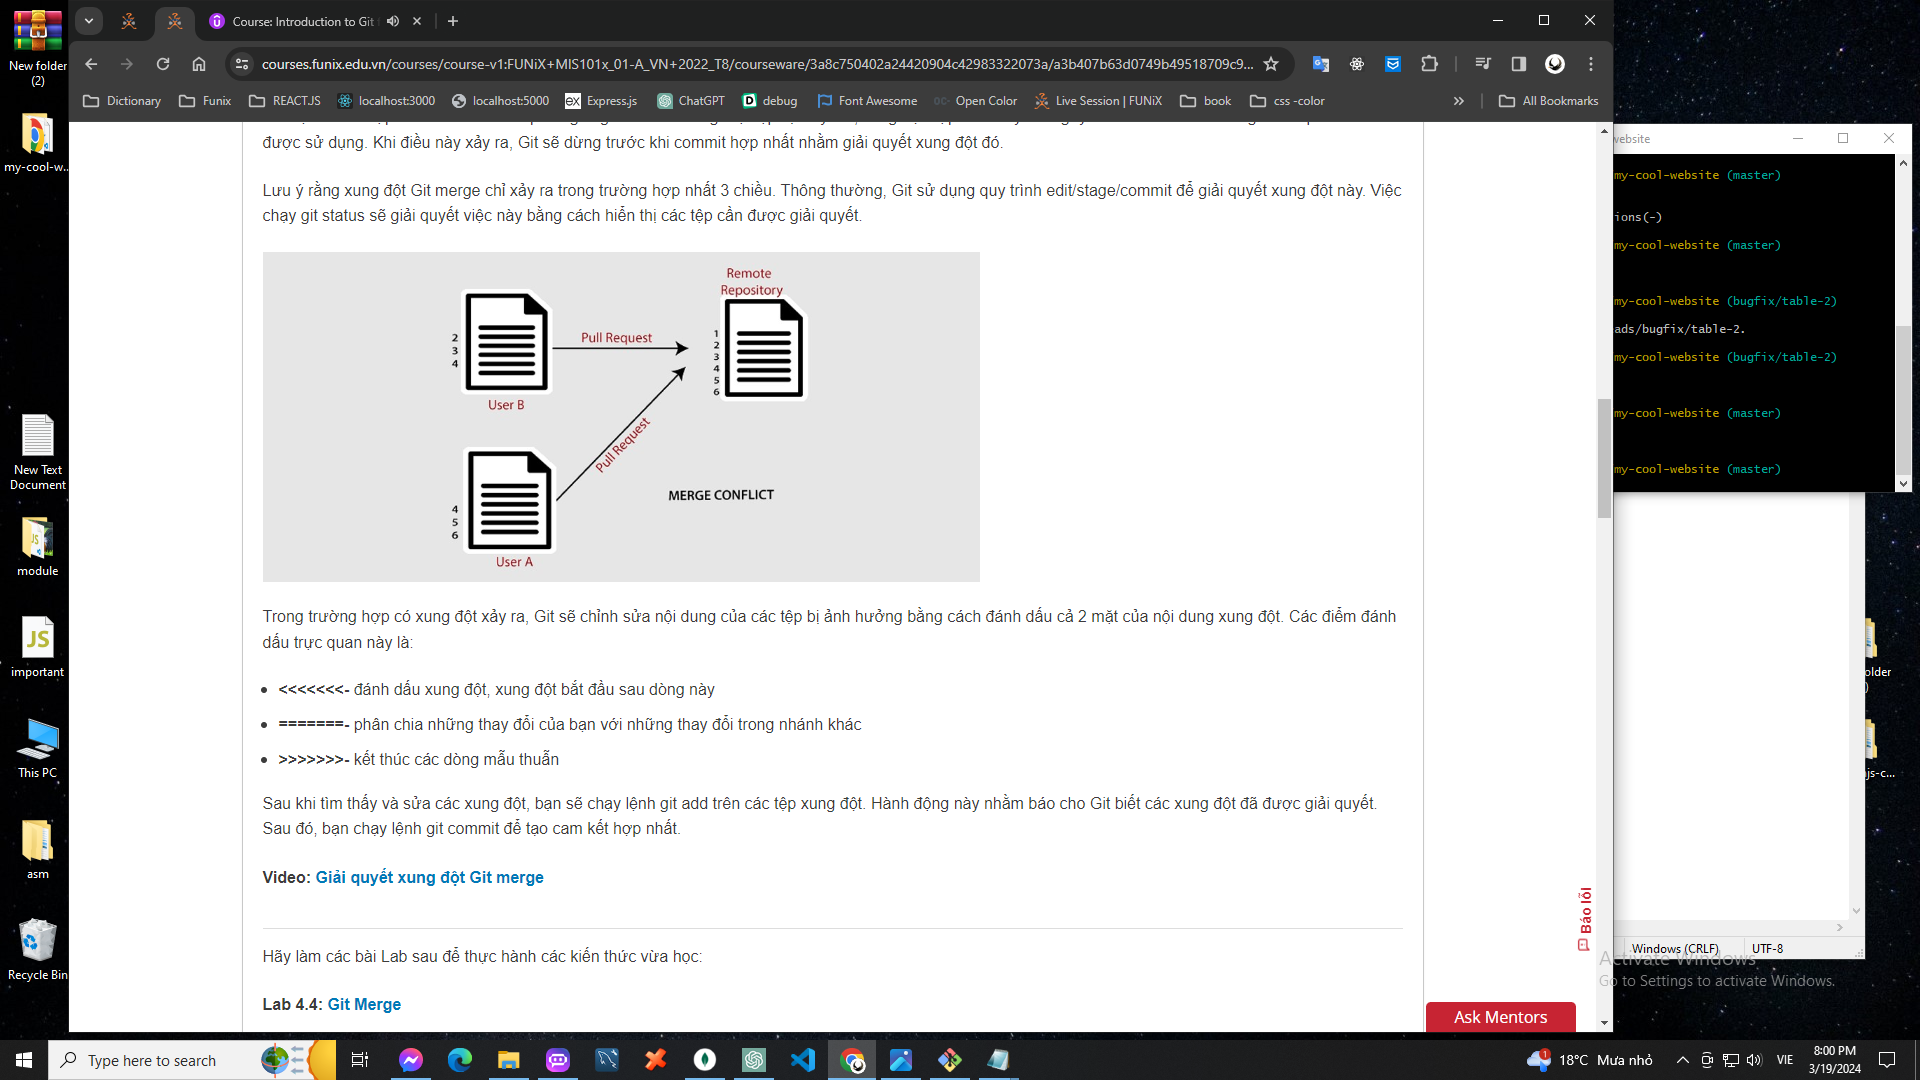 New folder
(2)
my-cool-w...
New Text
Document
module
important
This PC
asm
Recycle Bin
Course: Introduction to Git
courses.funix.edu.vn/courses/course-v1:FUNiX+MIS101x_01-A_VN+2022_T8/courseware/3a8c750402a24420904c42983322073a/a3b407b63d0749b49518709c9...
Dictionary
Funix
REACT.JS
localhost:3000
localhost:5000
Express.js
ChatGPT
debug
Font Awesome
Open Color
Live Session | FUNiX
book
css -color
All Bookmarks
được sử dụng. Khi điều này xảy ra, Git sẽ dừng trước khi commit hợp nhất nhằm giải quyết xung đột đó.
Lưu ý rằng xung đột Git merge chỉ xảy ra trong trường hợp nhất 3 chiều. Thông thường, Git sử dụng quy trình edit/stage/commit để giải quyết xung đột này. Việc
chạy git status sẽ giải quyết việc này bằng cách hiển thị các tệp cần được giải quyết.
Remote
Repository
Pull Request
2
3
4
1
2
3
4
5
6
User B
Pull Request
MERGE CONFLICT
4
5
6
User A
Trong trường hợp có xung đột xảy ra, Git sẽ chỉnh sửa nội dung của các tệp bị ảnh hưởng bằng cách đánh dấu cả 2 mặt của nội dung xung đột. Các điểm đánh
dấu trực quan này là:
<<<<<<<- đánh dấu xung đột, xung đột bắt đầu sau dòng này
=======- phân chia những thay đổi của bạn với những thay đổi trong nhánh khác
>>>>>>>- kết thúc các dòng mẫu thuẫn
Sau khi tìm thấy và sửa các xung đột, bạn sẽ chạy lệnh git add trên các tệp xung đột. Hành động này nhằm báo cho Git biết các xung đột đã được giải quyết.
Sau đó, bạn chạy lệnh git commit để tạo cam kết hợp nhất.
Video: Giải quyết xung đột Git merge
Hãy làm các bài Lab sau để thực hành các kiến thức vừa học:
Lab 4.4: Git Merge
Báo lỗi
Ask Mentors
website
my-cool-website (master)
ions(-)
my-cool-website (master)
my-cool-website (bugfix/table-2)
ads/bugfix/table-2.
my-cool-website (bugfix/table-2)
my-cool-website (master)
my-cool-website (master)
older
)
js-c...
Windows (CRLF)
UTF-8
Activate Windows
Go to Settings to activate Windows.
Type here to search
1
18°C Mưa nhỏ
VIE
8:00 PM
3/19/2024